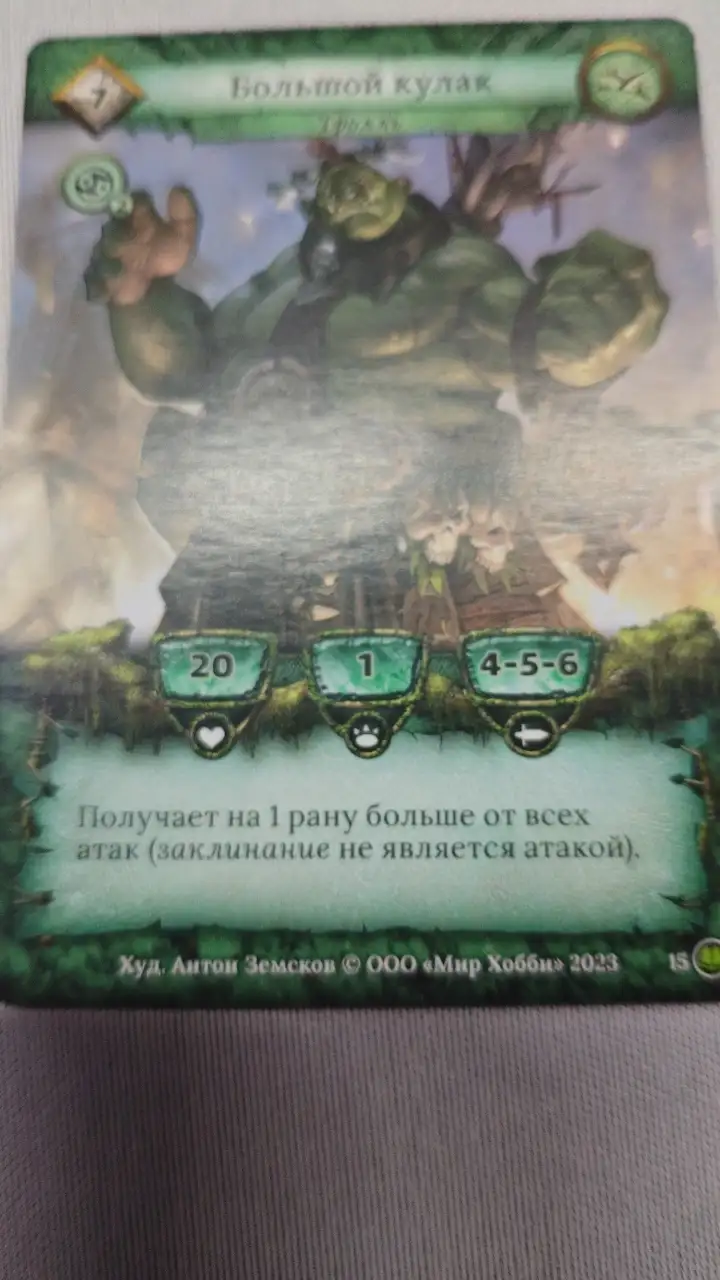 7
Большой кулак
20
1
4-5-6
Получает на 1 рану больше от всех
атак (заклинание не является атакой).
Худ. Антон Земсков © ООО «Мир Хобби» 2023
15